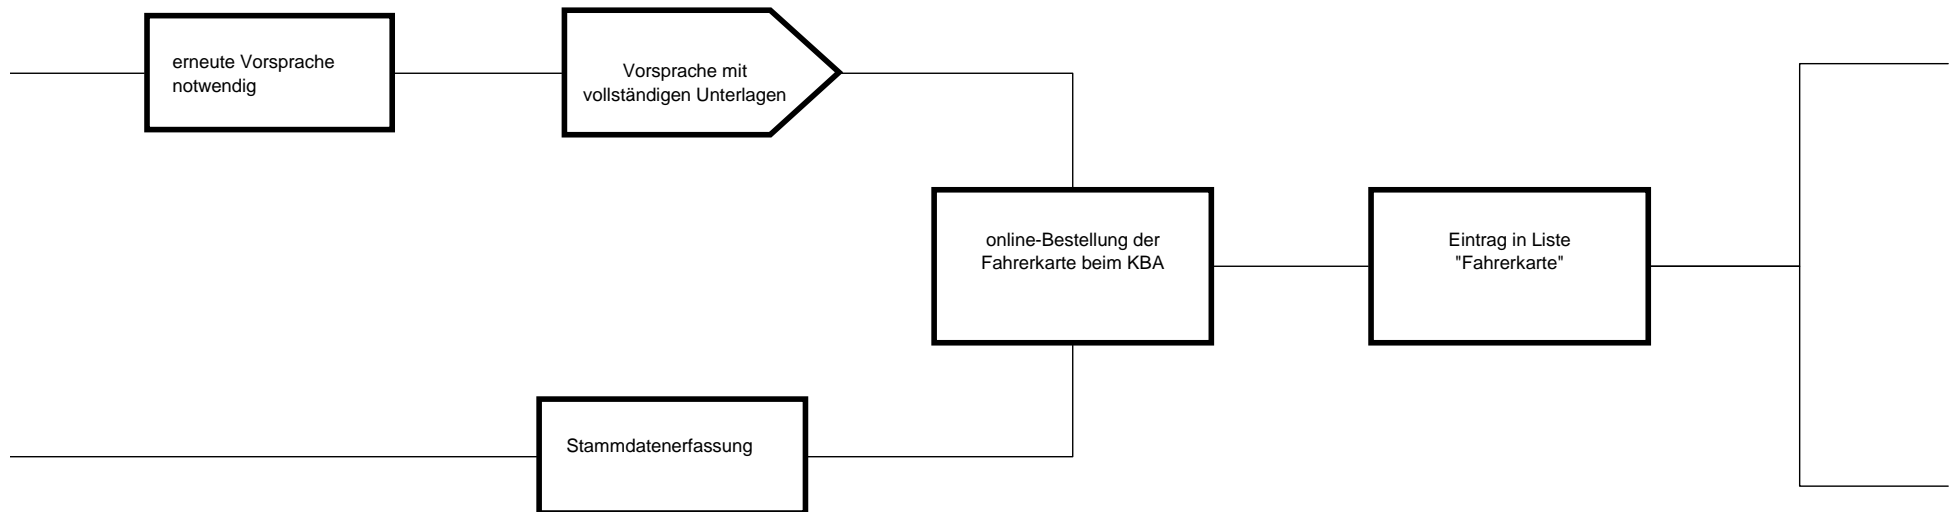 erneute Vorsprache
notwendig
Vorsprache mit
vollständigen Unterlagen
online-Bestellung der
Fahrerkarte beim KBA
Eintrag in Liste
"Fahrerkarte"
Stammdatenerfassung